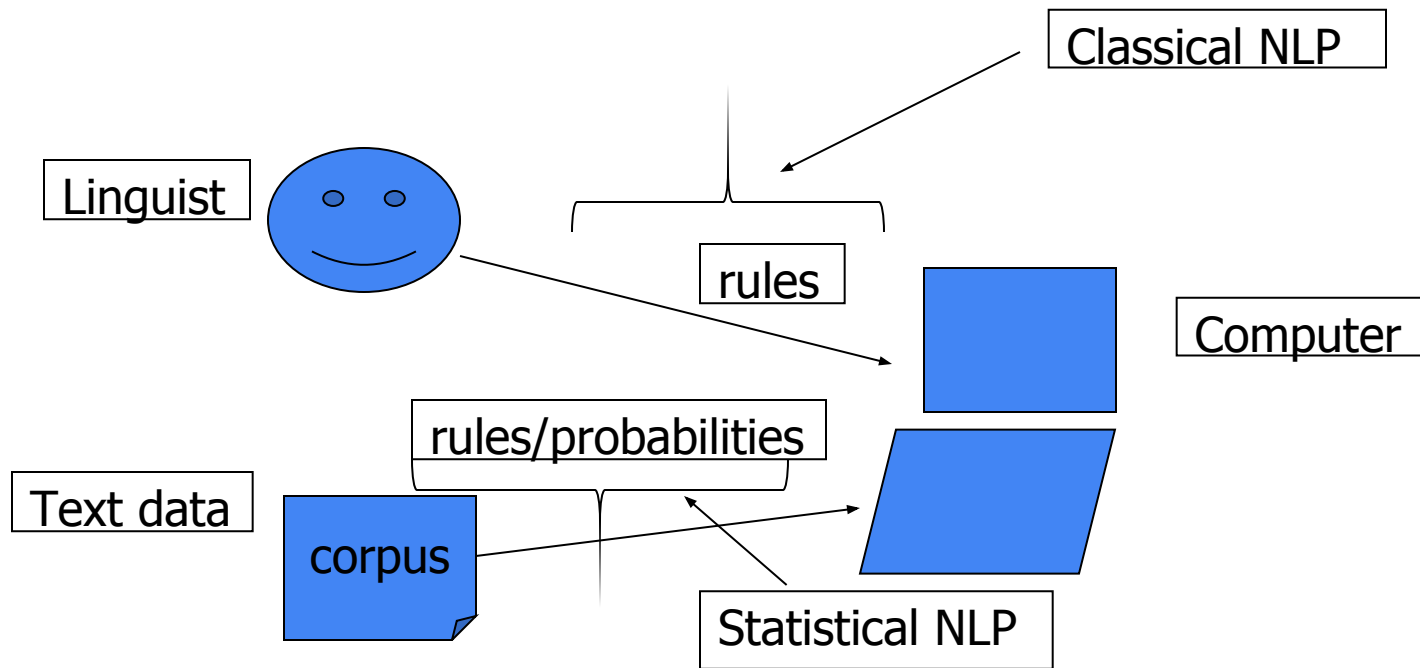 Classical NLP
Linguist
rules
Computer
rules/probabilities
Text data
corpus
Statistical NLP